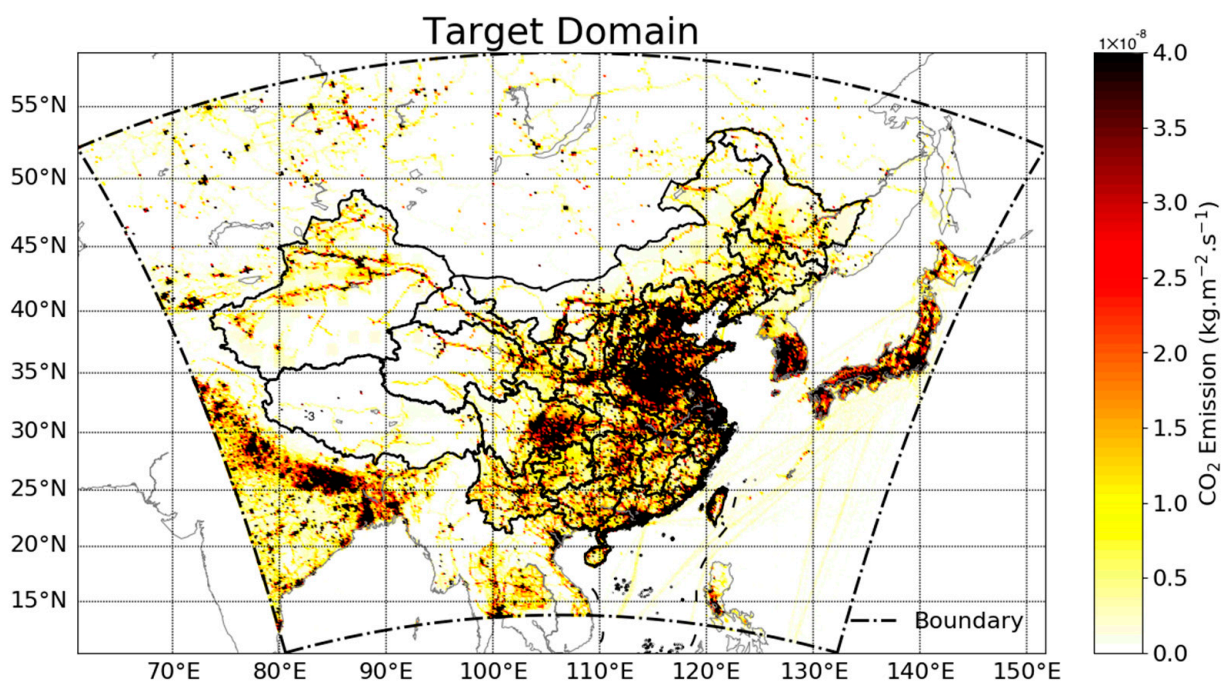 Target Domain
55°N
50°N
45°N
40°N
35°N
30°N
25°N
20°N
15°N
70°E
80°E
90°E
100°E
110°E
120°E
130°E
140°E
150°E
-3
Boundary
1×10⁻⁸
4.0
3.5
3.0
2.5
2.0
1.5
1.0
0.5
0.0
CO₂ Emission (kg.m⁻².s⁻¹)